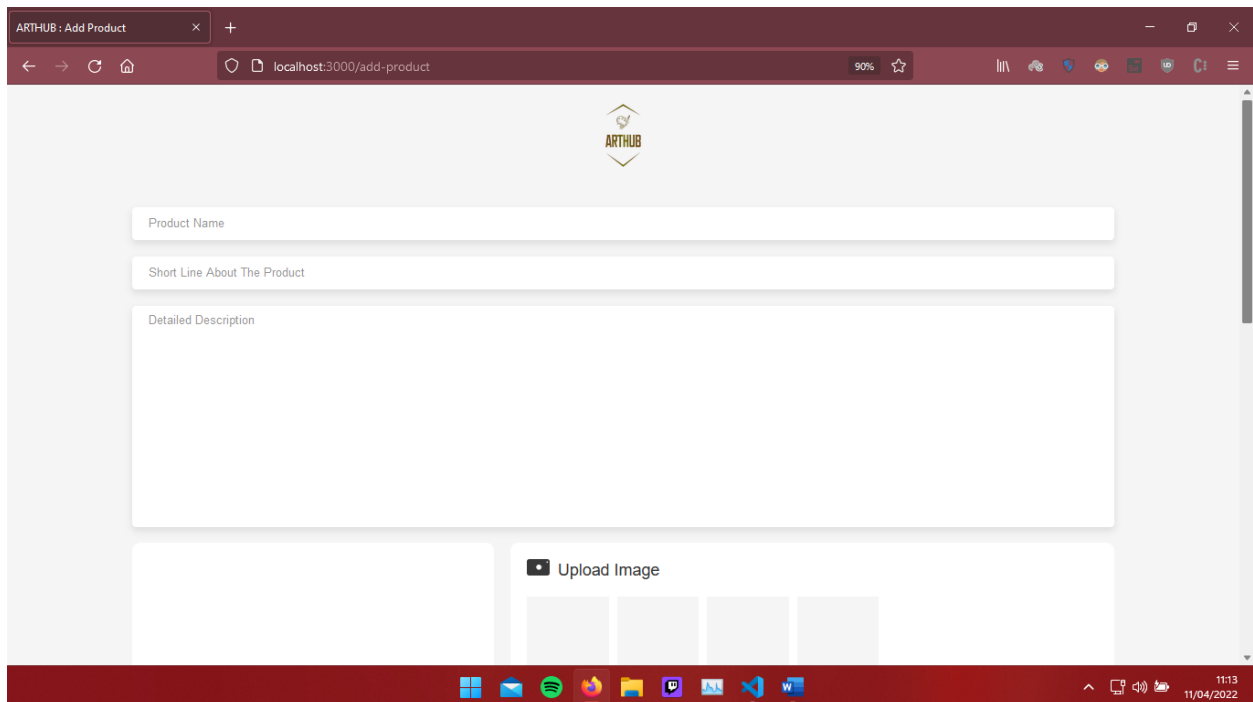 ARTHUB : Add Product
localhost:3000/add-product
90%
ARTHUB
Product Name
Short Line About The Product
Detailed Description
Upload Image
11:13
11/04/2022